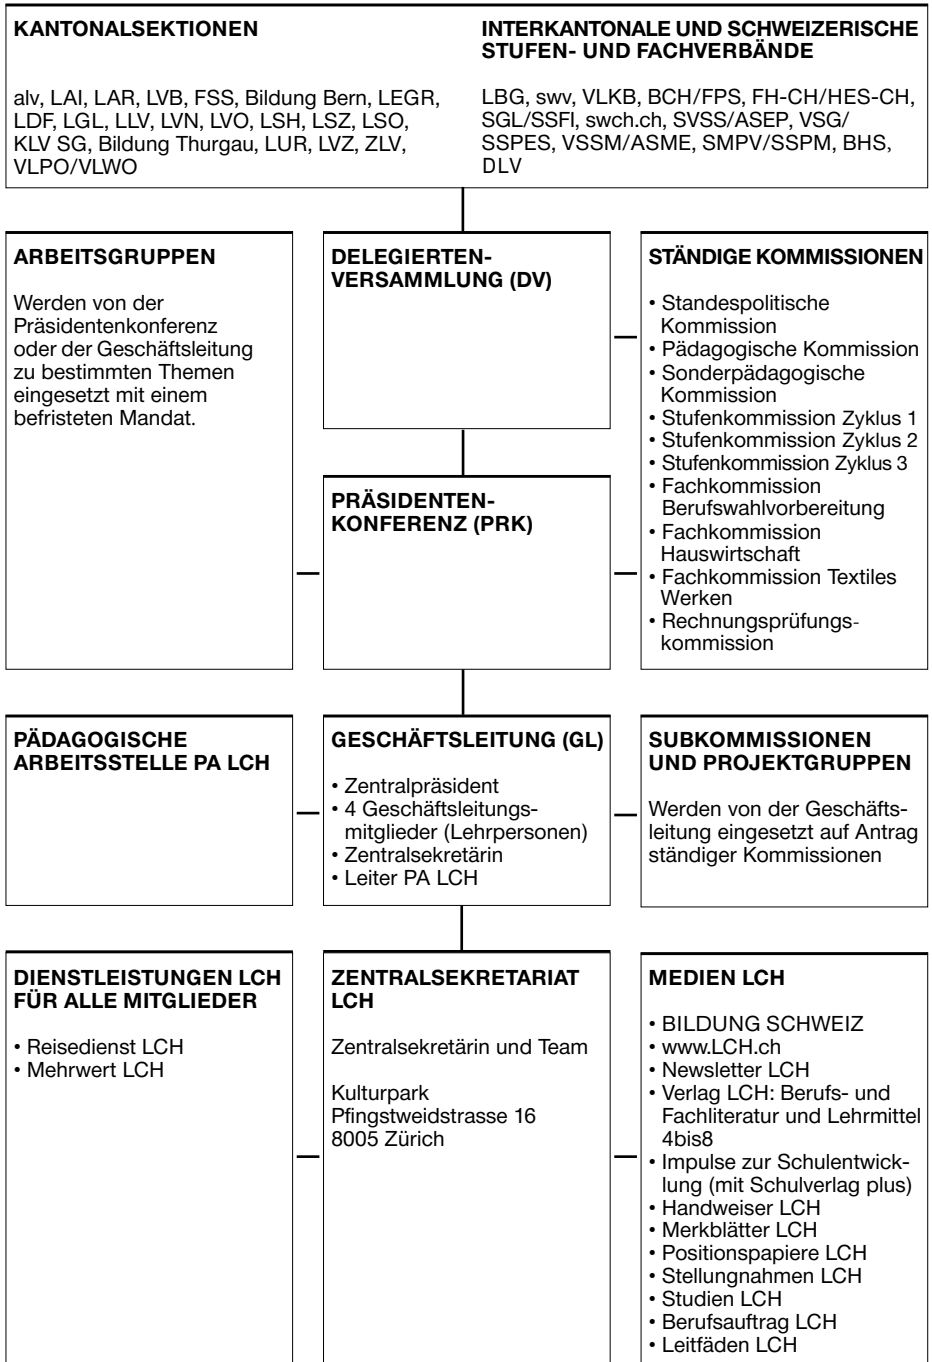 KANTONALSEKTIONEN
alv, LAI, LAR, LVB, FSS, Bildung Bern, LEGR,
LDF, LGL, LLV, LVN, LVO, LSH, LSZ, LSO,
KLV SG, Bildung Thurgau, LUR, LVZ, ZLV,
VLPO/VLWO
INTERKANTONALE UND SCHWEIZERISCHE
STUFEN- UND FACHVERBÄNDE
LBG, swv, VLKB, BCH/FPS, FH-CH/HES-CH,
SGL/SSFI, swch.ch, SVSS/ASEP, VSG/
SSPES, VSSM/ASME, SMPV/SSPM, BHS,
DLV
ARBEITSGRUPPEN
Werden von der
Präsidentenkonferenz
oder der Geschäftsleitung
zu bestimmten Themen
eingesetzt mit einem
befristeten Mandat.
DELEGIERTEN-
VERSAMMLUNG (DV)
PRÄSIDENTEN-
KONFERENZ (PRK)
STÄNDIGE KOMMISSIONEN
• Standespolitische
Kommission
• Pädagogische Kommission
• Sonderpädagogische
Kommission
• Stufenkommission Zyklus 1
• Stufenkommission Zyklus 2
• Stufenkommission Zyklus 3
• Fachkommission
Berufswahlvorbereitung
• Fachkommission
Hauswirtschaft
• Fachkommission Textiles
Werken
• Rechnungsprüfungs-
kommission
PÄDAGOGISCHE
ARBEITSSTELLE PA LCH
GESCHÄFTSLEITUNG (GL)
• Zentralpräsident
• 4 Geschäftsleitungs-
mitglieder (Lehrpersonen)
• Zentralsekretärin
• Leiter PA LCH
SUBKOMMISSIONEN
UND PROJEKTGRUPPEN
Werden von der Geschäfts-
leitung eingesetzt auf Antrag
ständiger Kommissionen
DIENSTLEISTUNGEN LCH
FÜR ALLE MITGLIEDER
• Reisedienst LCH
• Mehrwert LCH
ZENTRALSEKRETARIAT
LCH
Zentralsekretärin und Team
Kulturpark
Pfingstweidstrasse 16
8005 Zürich
MEDIEN LCH
• BILDUNG SCHWEIZ
• www.LCH.ch
• Newsletter LCH
• Verlag LCH: Berufs- und
Fachliteratur und Lehrmittel
4bis8
• Impulse zur Schulentwick-
lung (mit Schulverlag plus)
• Handweiser LCH
• Merkblätter LCH
• Positionspapiere LCH
• Stellungnahmen LCH
• Studien LCH
• Berufsauftrag LCH
• Leitfäden LCH